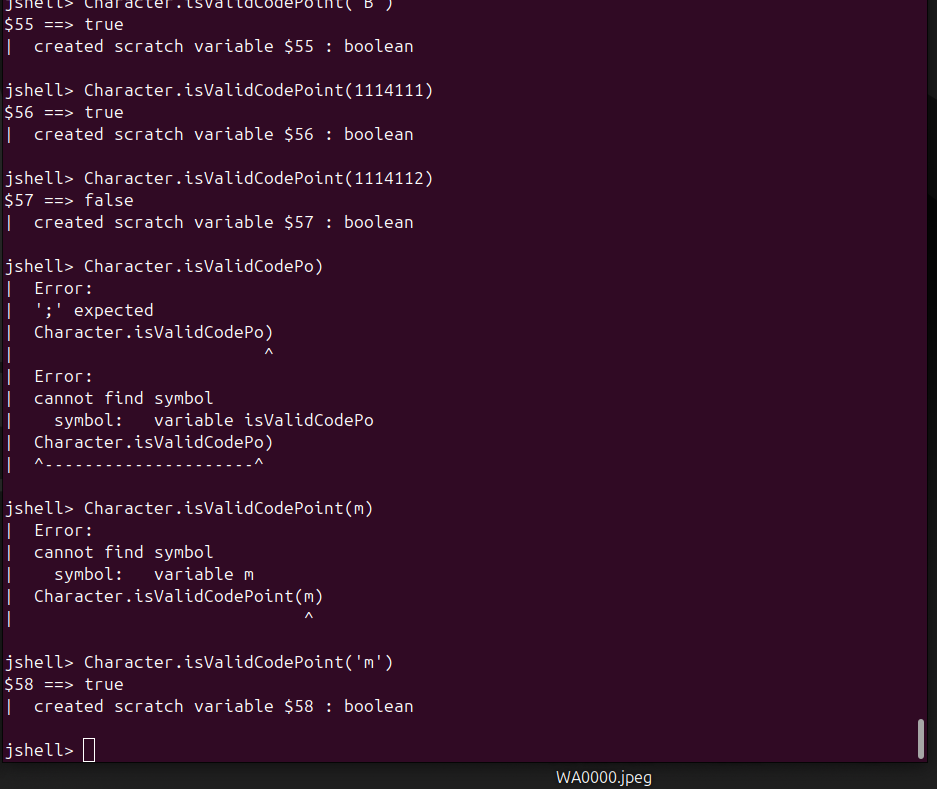 jshell> Character.isValidCodePoint('B')
$55 ==> true
|  created scratch variable $55 : boolean

jshell> Character.isValidCodePoint(1114111)
$56 ==> true
|  created scratch variable $56 : boolean

jshell> Character.isValidCodePoint(1114112)
$57 ==> false
|  created scratch variable $57 : boolean

jshell> Character.isValidCodePo)
|  Error:
|  ';' expected
|  Character.isValidCodePo)
|                         ^
|  Error:
|  cannot find symbol
|    symbol:   variable isValidCodePo
|  Character.isValidCodePo)
|  ^---------------------^

jshell> Character.isValidCodePoint(m)
|  Error:
|  cannot find symbol
|    symbol:   variable m
|  Character.isValidCodePoint(m)
|                             ^

jshell> Character.isValidCodePoint('m')
$58 ==> true
|  created scratch variable $58 : boolean

jshell>
WA0000.jpeg